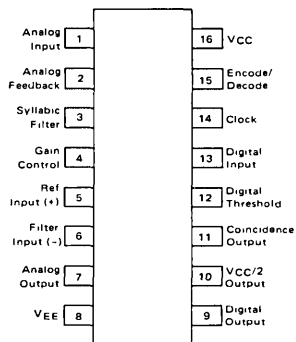 Analog
Input
1
16
VCC
Analog
Feedback
2
15
Encode/
Decode
Syllabic
Filter
3
14
Clock
Gain
Control
4
13
Digital
Input
Ref
Input (+)
5
12
Digital
Threshold
Filter
Input (−)
6
11
Coincidence
Output
Analog
Output
7
10
VCC/2
Output
VEE
8
9
Digital
Output